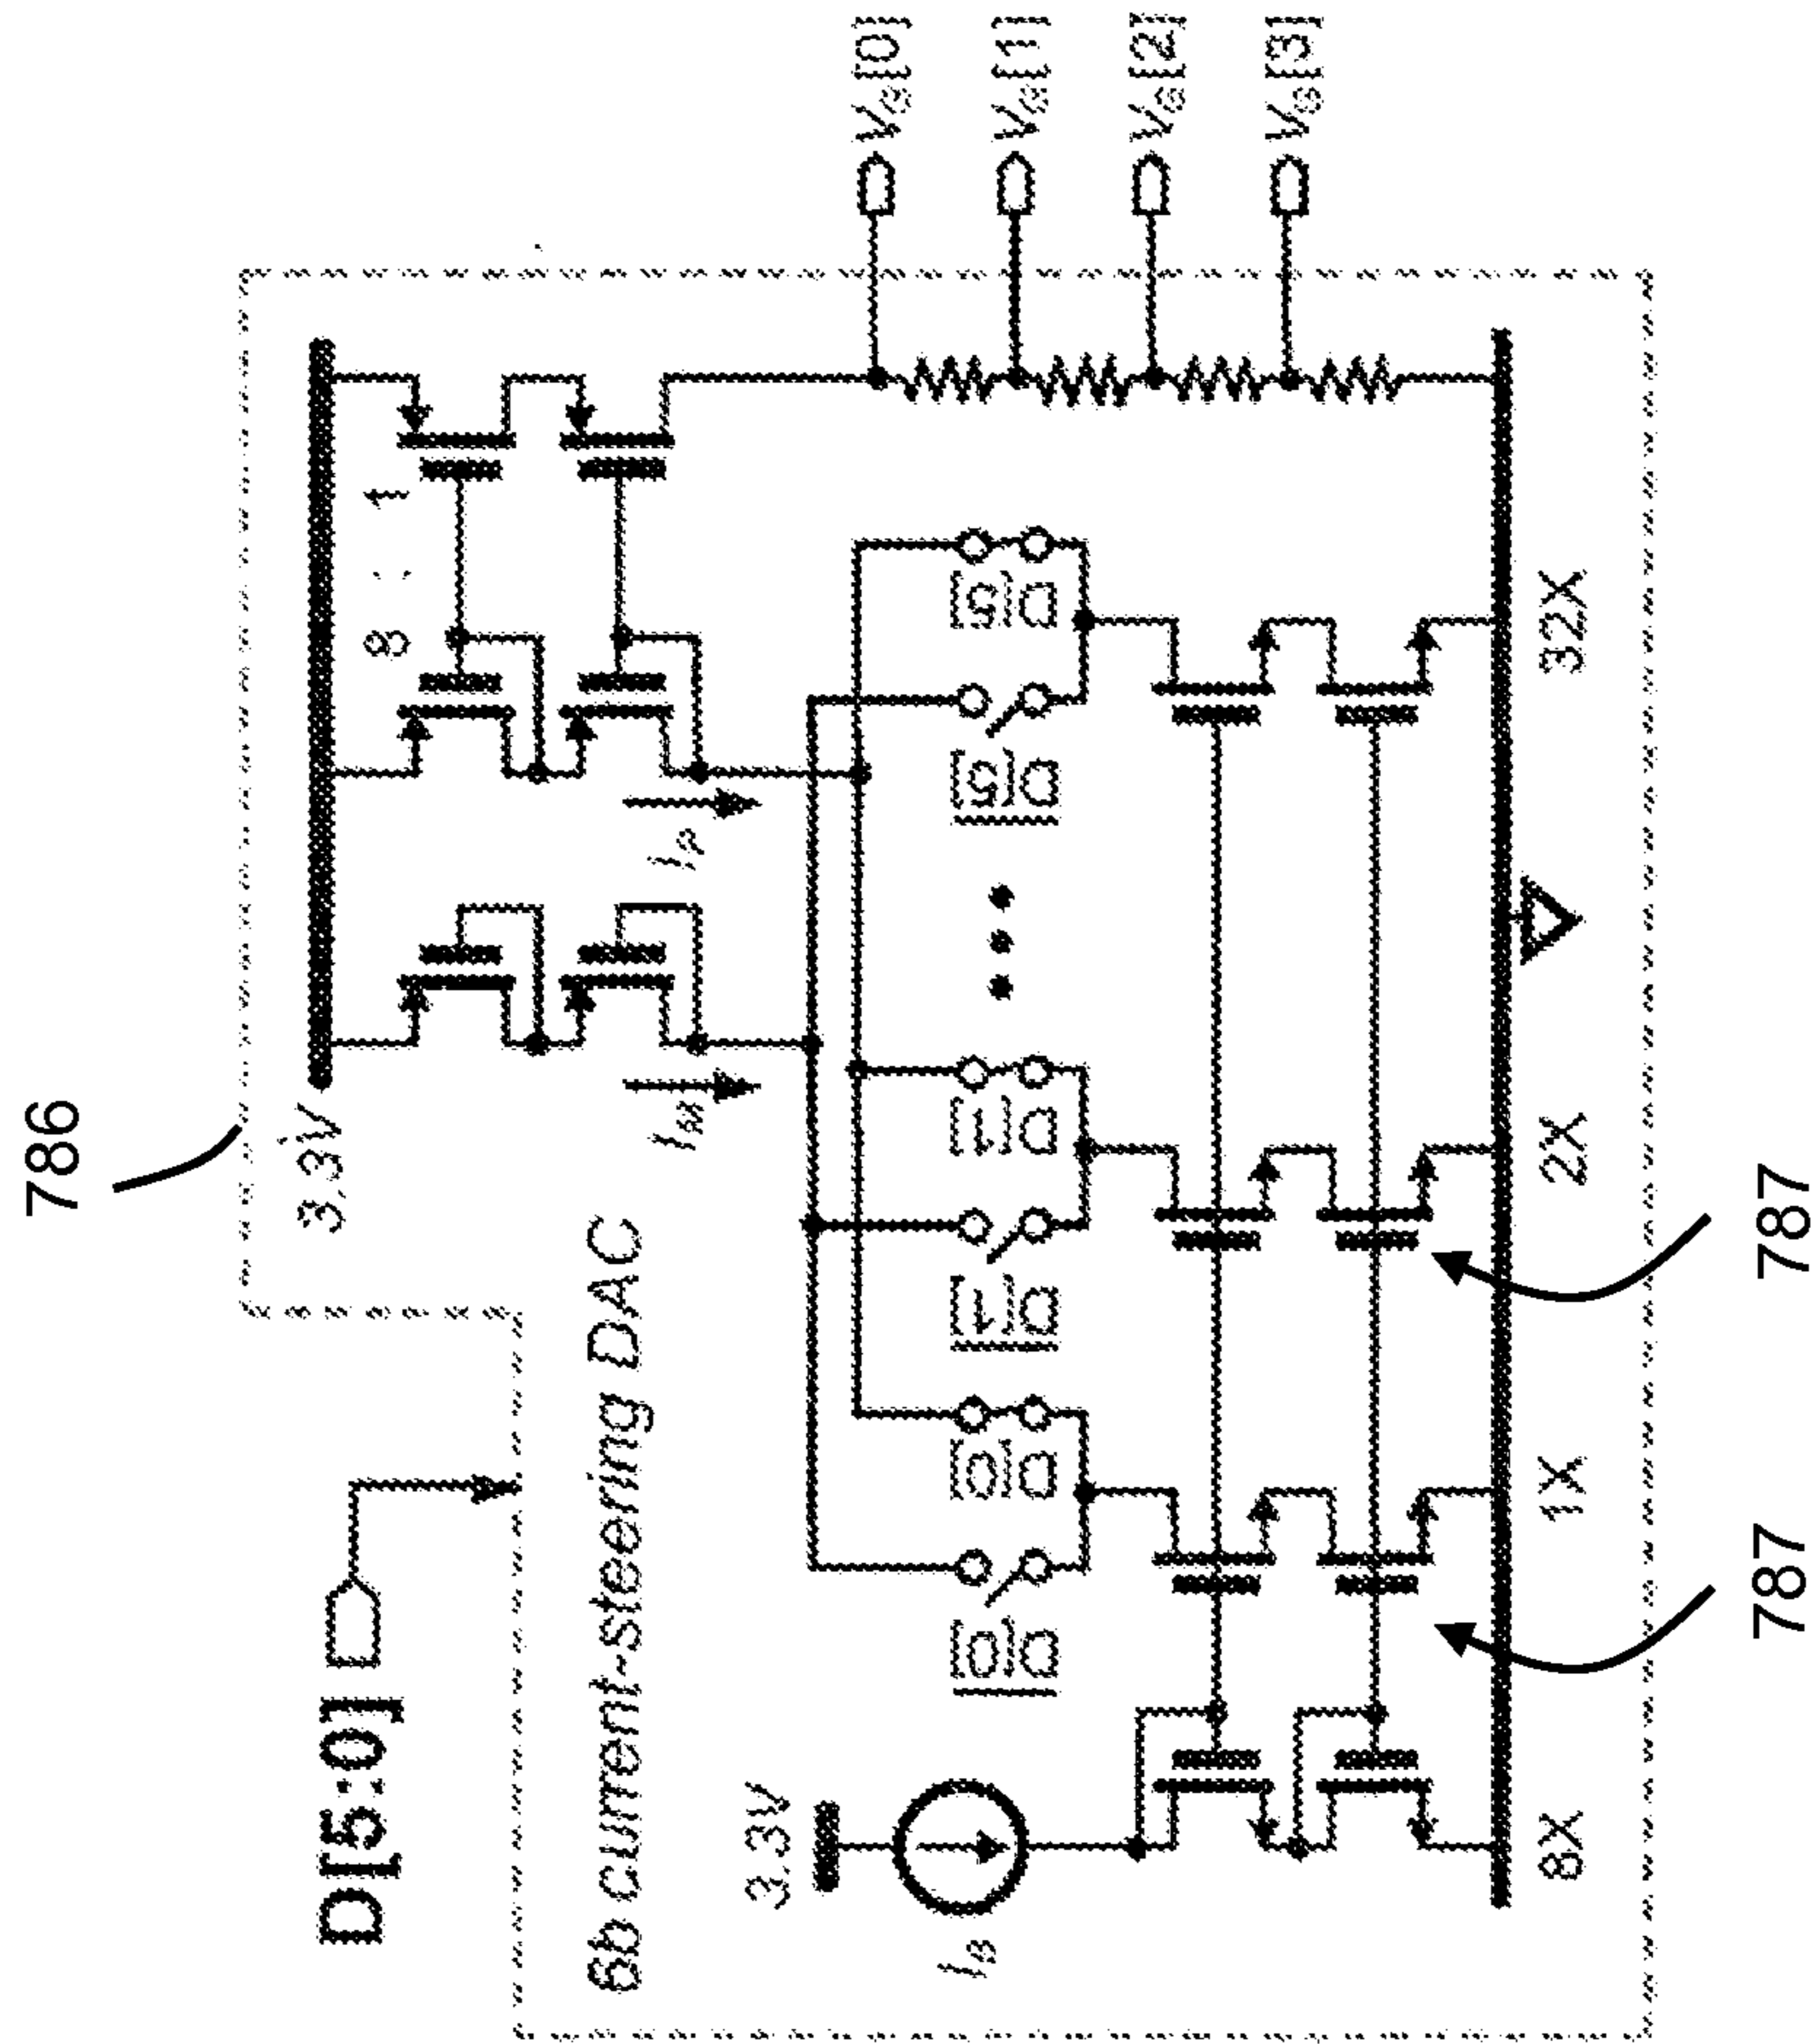 786
D[5:0]
3.3V
8 : 1
6b current-steering DAC
I_M
I_P
V_G[0]
V_G[1]
V_G[2]
V_G[3]
3.3V
I_B
D[0]
D[0]
D[1]
D[1]
D[5]
D[5]
8X
1X
2X
32X
787
787